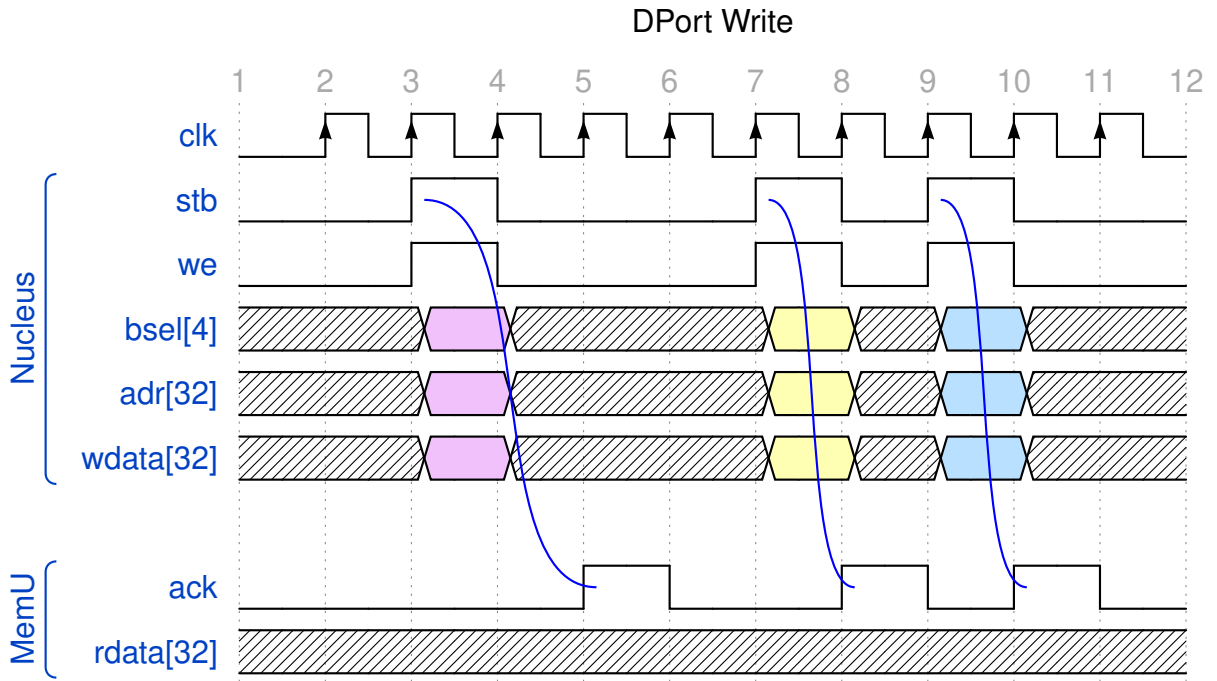 DPort Write
1 2 3 4 5 6 7 8 9 10 11 12
clk
Nucleus
stb
we
bsel[4]
adr[32]
wdata[32]
MemU
ack
rdata[32]